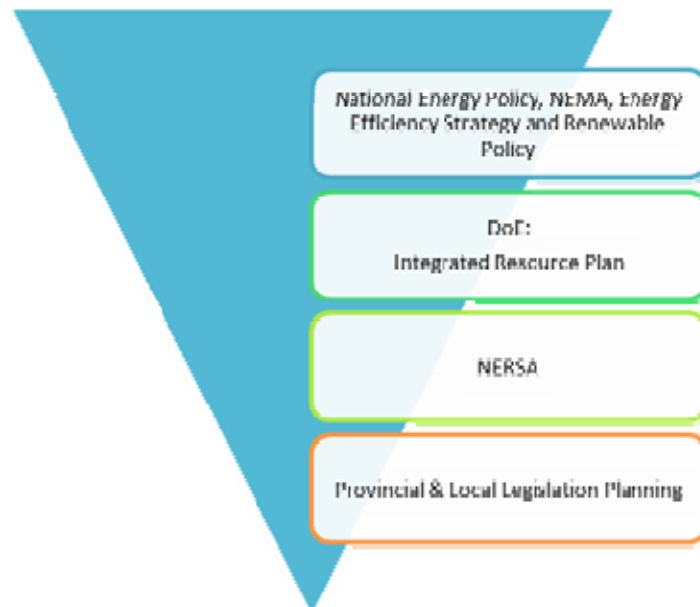 National Energy Policy, NEMA, Energy
Efficiency Strategy and Renewable
Policy
DoE:
Integrated Resource Plan
NERSA
Provincial & Local Legislation Planning